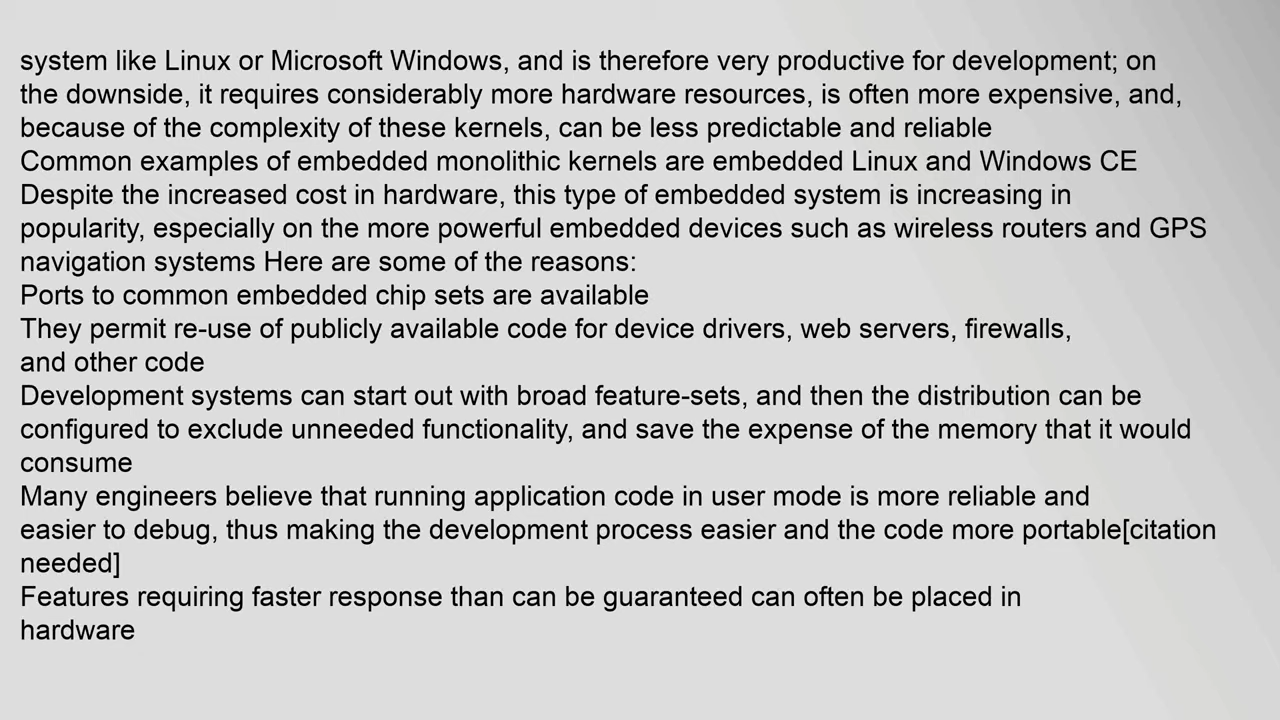 system like Linux or Microsoft Windows, and is therefore very productive for development; on
the downside, it requires considerably more hardware resources, is often more expensive, and,
because of the complexity of these kernels, can be less predictable and reliable
Common examples of embedded monolithic kernels are embedded Linux and Windows CE
Despite the increased cost in hardware, this type of embedded system is increasing in
popularity, especially on the more powerful embedded devices such as wireless routers and GPS
navigation systems Here are some of the reasons:
Ports to common embedded chip sets are available
They permit re-use of publicly available code for device drivers, web servers, firewalls,
and other code
Development systems can start out with broad feature-sets, and then the distribution can be
configured to exclude unneeded functionality, and save the expense of the memory that it would
consume
Many engineers believe that running application code in user mode is more reliable and
easier to debug, thus making the development process easier and the code more portable[citation
needed]
Features requiring faster response than can be guaranteed can often be placed in
hardware